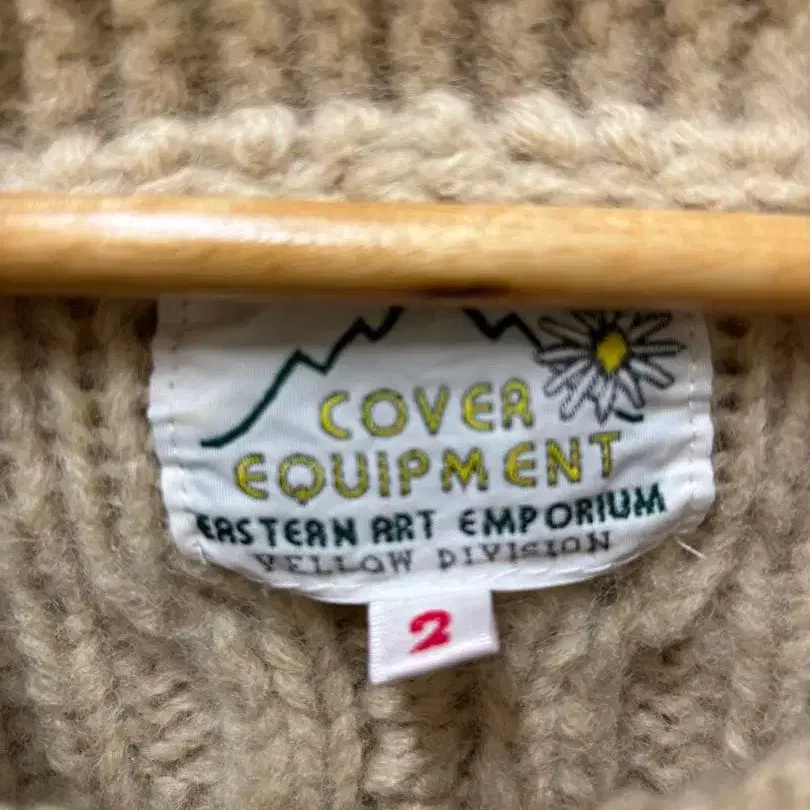 COVER
EQUIPMENT
EASTERN ART EMPORIUM
YELLOW DIVISION
2